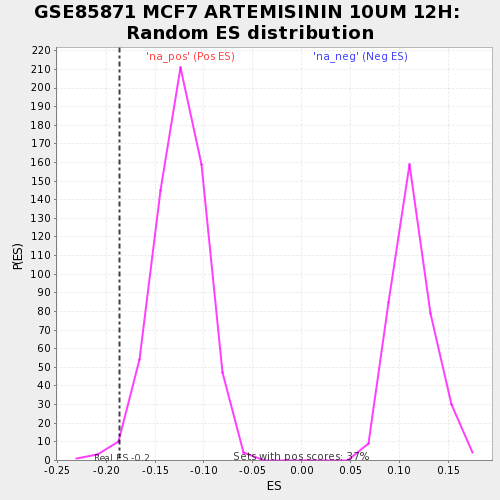 GSE85871 MCF7 ARTEMISININ 10UM 12H:
Random ES distribution
'na_pos' (Pos ES)
'na_neg' (Neg ES)
220
210
200
190
180
170
160
150
140
130
120
110
100
90
80
70
60
50
40
30
20
10
0
P(ES)
Real ES -0.2
Sets with pos scores: 37%
-0.25 -0.20 -0.15 -0.10 -0.05 0.00 0.05 0.10 0.15
ES